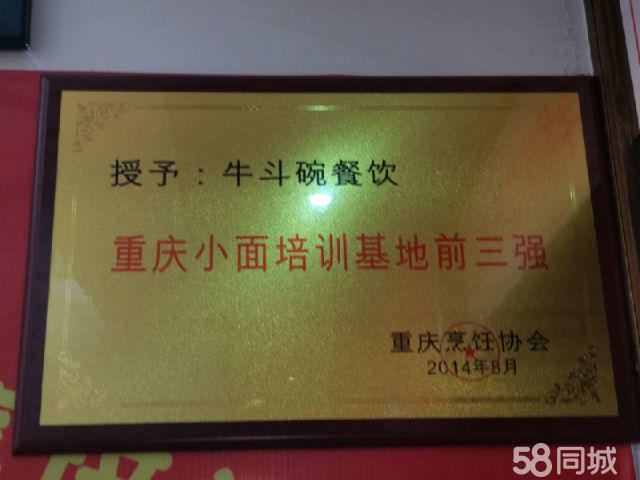 授予：牛斗碗餐饮
重庆小面培训基地前三强
重庆烹饪协会
2014年8月
58同城